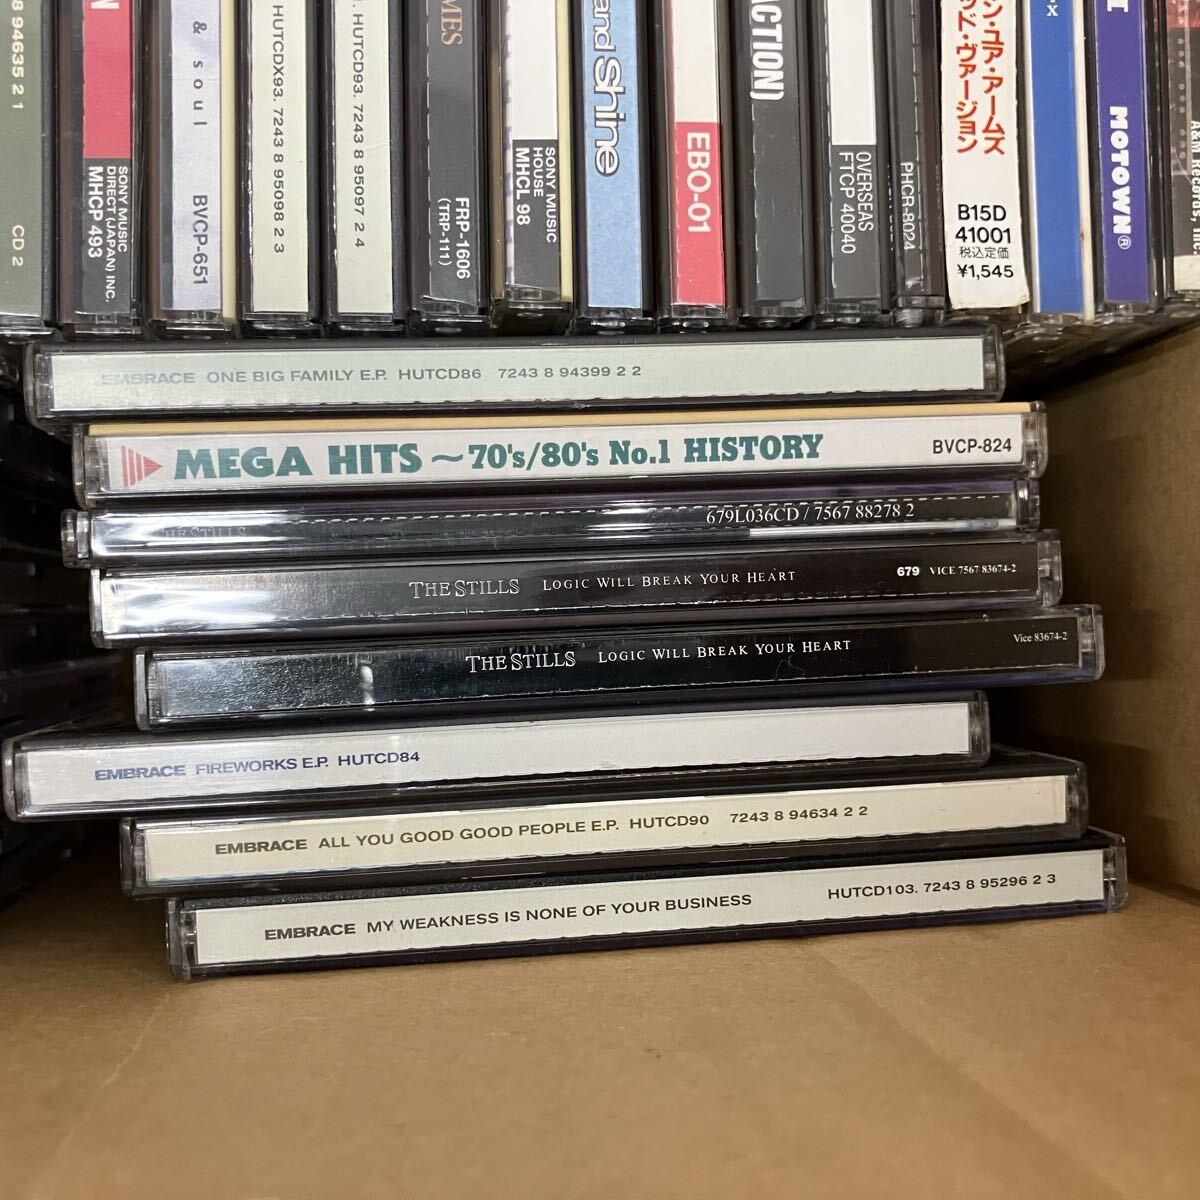 8 94635 2 1
CD 2
N
SONY MUSIC
DIRECT (JAPAN) INC.
MHCP 493
& soul
BVCP-651
HUTCDX93. 7243 8 95098 2 3
. HUTCD93. 7243 8 95097 2 4
MES
FRP-1606
(TRP-111)
SONY MUSIC
HOUSE
MHCL 98
and Shine
EBO-01
ACTION)
OVERSEAS
FTCP 40040
PHCR-8024
ン・ユア・アームズ
ッド・ヴァージョン
B15D
41001
税込定価
¥1,545
X
MOTOWN®
A&M Records, Inc.
EMBRACE ONE BIG FAMILY E.P. HUTCD86 7243 8 94399 2 2
MEGA HITS ~ 70's/80's No.1 HISTORY BVCP-824
THE STILLS 679L036CD / 7567 88278 2
THE STILLS LOGIC WILL BREAK YOUR HEART 679 VICE 7567 83674-2
THE STILLS LOGIC WILL BREAK YOUR HEART Vice 83674-2
EMBRACE FIREWORKS E.P. HUTCD84
EMBRACE ALL YOU GOOD GOOD PEOPLE E.P. HUTCD90 7243 8 94634 2 2
EMBRACE MY WEAKNESS IS NONE OF YOUR BUSINESS HUTCD103. 7243 8 95296 2 3